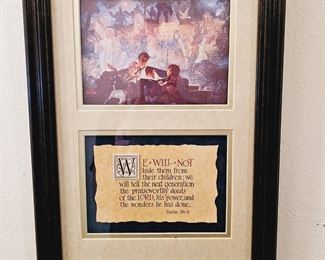 WE • WILL • NOT
hide them from
their children; we
will tell the next generation
the praiseworthy deeds
of the LORD, his power, and
the wonders he has done.
Psalm 78:4